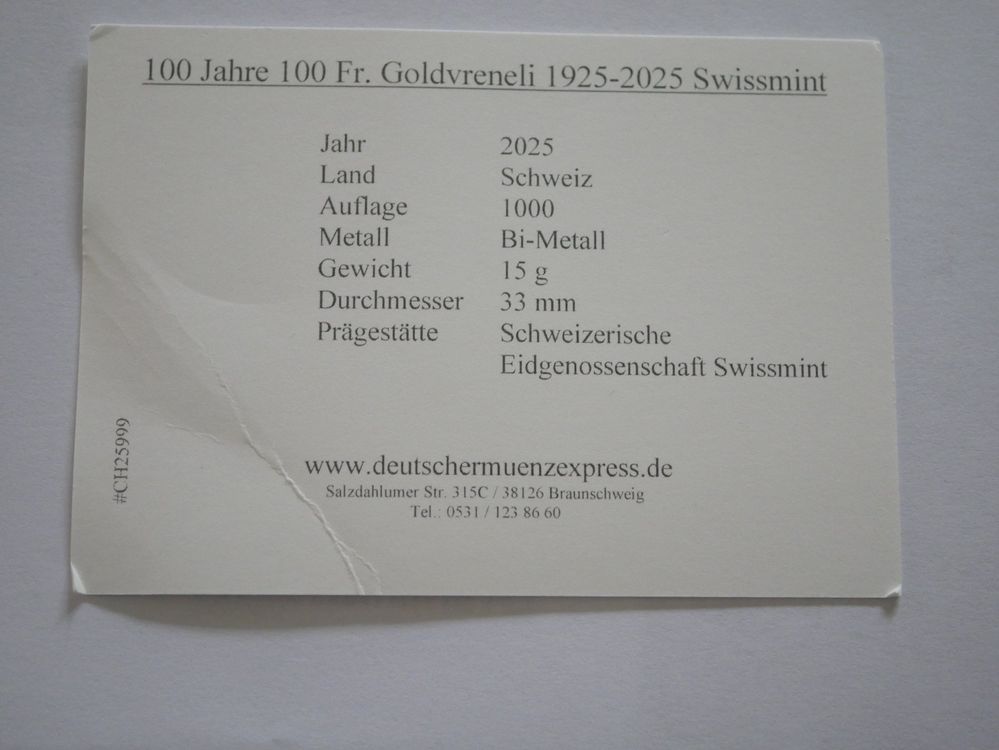 100 Jahre 100 Fr. Goldvreneli 1925-2025 Swissmint
Jahr 2025
Land Schweiz
Auflage 1000
Metall Bi-Metall
Gewicht 15 g
Durchmesser 33 mm
Prägestätte Schweizerische
Eidgenossenschaft Swissmint
#CH25999
www.deutschermuenzexpress.de
Salzdahlumer Str. 315C / 38126 Braunschweig
Tel.: 0531 / 123 86 60